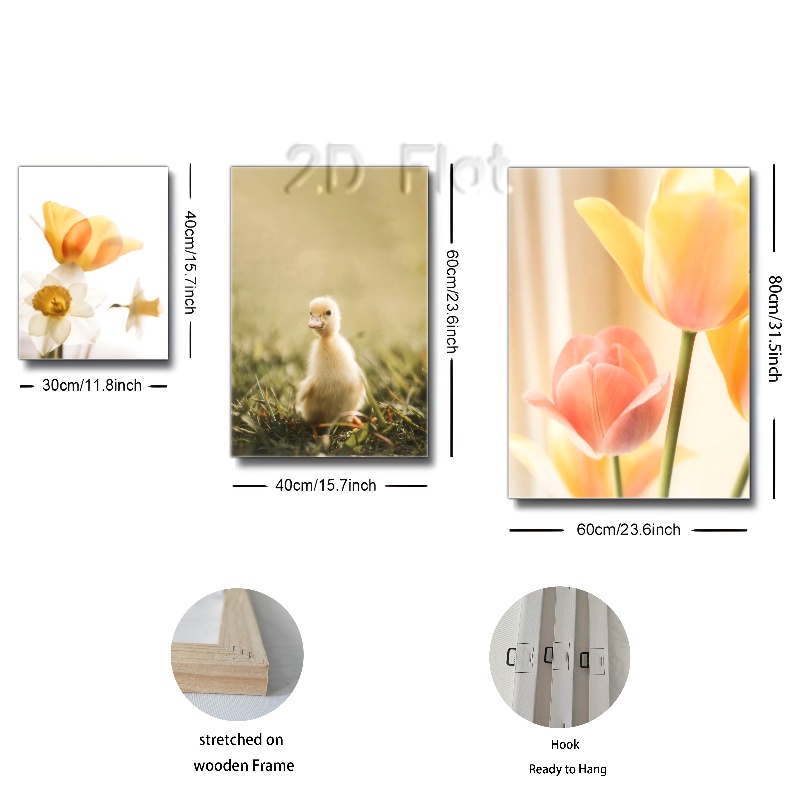 2D Flat
40cm/15.7inch
30cm/11.8inch
60cm/23.6inch
40cm/15.7inch
80cm/31.5inch
60cm/23.6inch
stretched on
wooden Frame
Hook
Ready to Hang